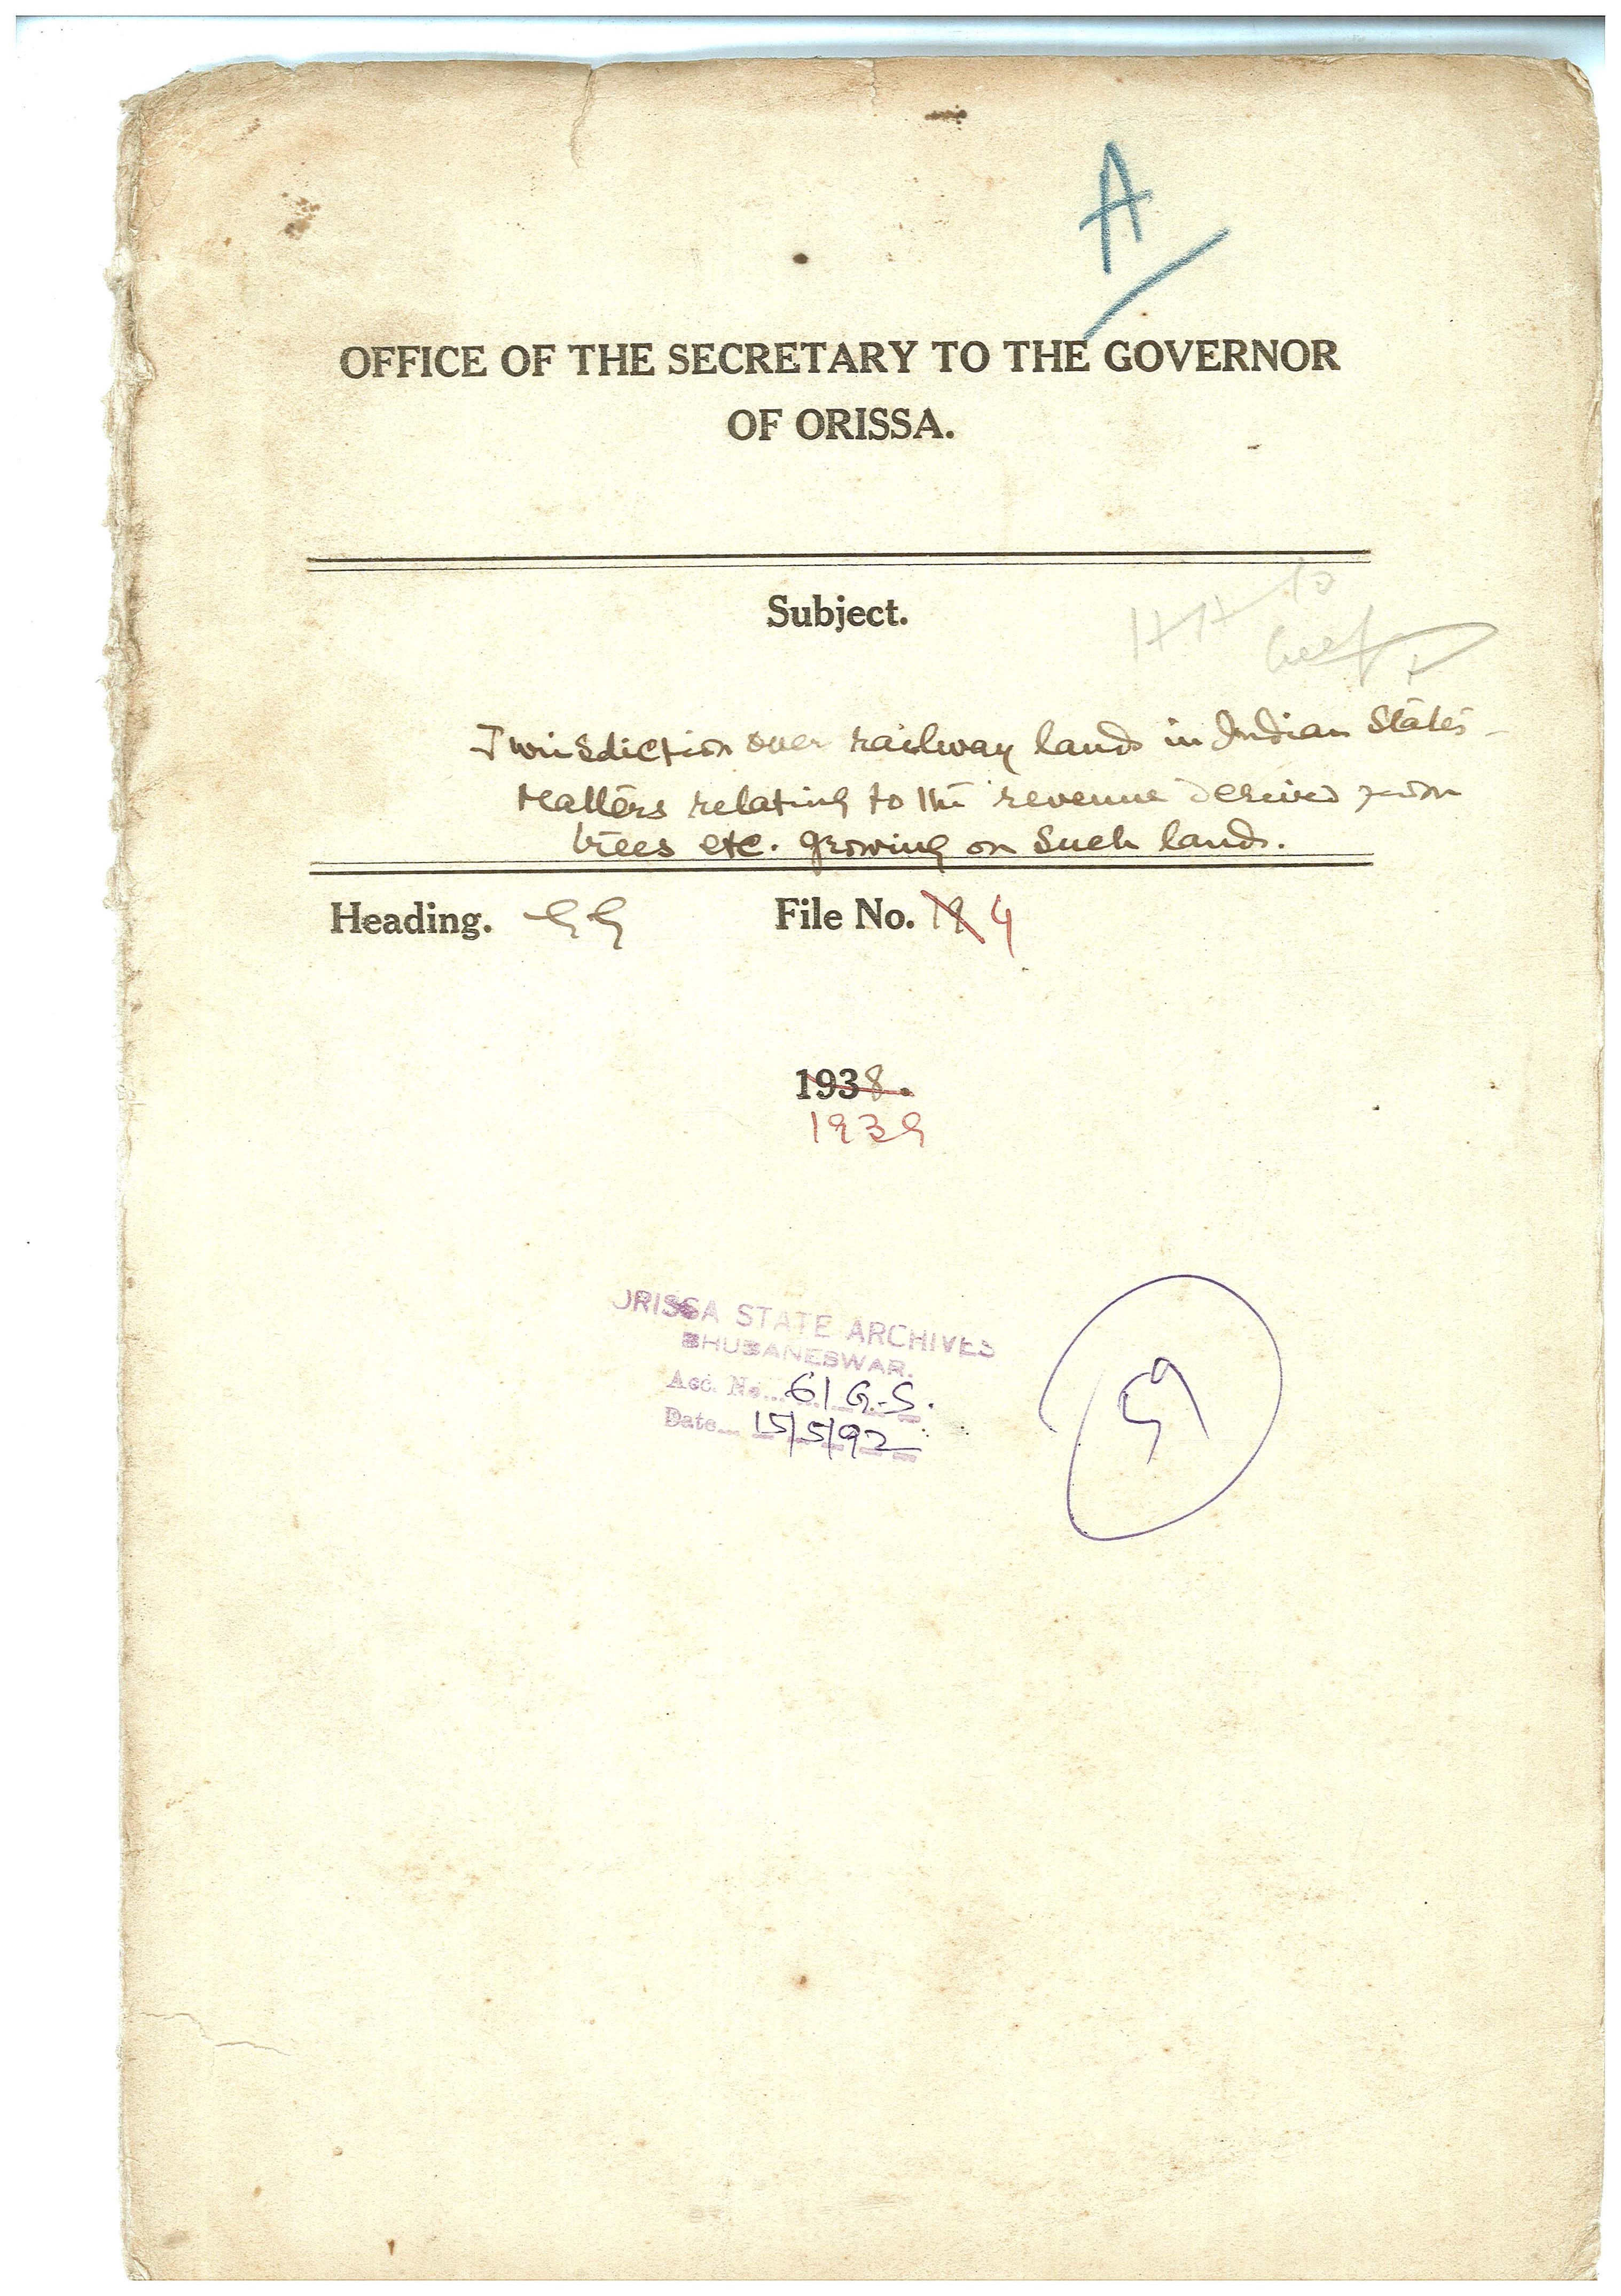 A
OFFICE OF THE SECRETARY TO THE GOVERNOR
OF ORISSA.
Subject.
Jurisdiction over railway lands in Indian States -
Matters relating to the revenue derived from
trees etc. growing on such lands.
Heading. GG File No. 19 4
1938.
1939
ORISSA STATE ARCHIVES
BHUBANESWAR.
Acc. No... 61 G.S.
Date... 15/5/92